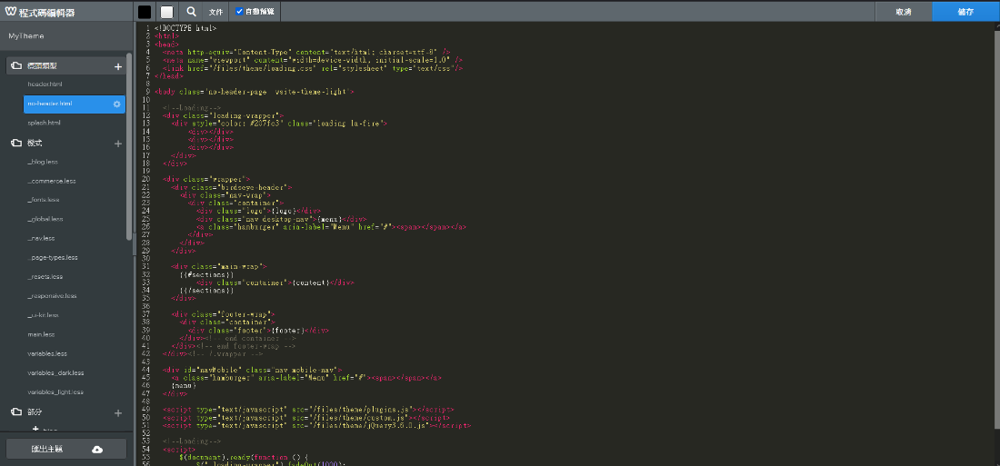 程式碼編輯器
文件
自動預覽
取消
儲存
MyTheme
標頭類型 +
header.html
no-header.html
splash.html
樣式 +
_blog.less
_commerce.less
_fonts.less
_global.less
_nav.less
_page-types.less
_resets.less
_responsive.less
_ui-kit.less
main.less
variables.less
variables_dark.less
variables_light.less
部分 +
匯出主題
1 <!DOCTYPE html>
2 <html>
3 <head>
4 <meta http-equiv="Content-Type" content="text/html; charset=utf-8" />
5 <meta name="viewport" content="width=device-width, initial-scale=1.0" />
6 <link href="/files/theme/loading.css" rel="stylesheet" type="text/css"/>
7 </head>
8
9 <body class='no-header-page wsite-theme-light'>
10
11 <!--Loading-->
12 <div class="loading-wrapper">
13 <div style="color: #287fc3" class="loading la-fire">
14 <div></div>
15 <div></div>
16 <div></div>
17 </div>
18 </div>
19
20 <div class="wrapper">
21 <div class="birdseye-header">
22 <div class="nav-wrap">
23 <div class="container">
24 <div class="logo">{logo}</div>
25 <div class="nav desktop-nav">{menu}</div>
26 <a class="hamburger" aria-label="Menu" href="#"><span></span></a>
27 </div>
28 </div>
29 </div>
30
31 <div class="main-wrap">
32 {{#sections}}
33 <div class="container">{content}</div>
34 {{/sections}}
35 </div>
36
37 <div class="footer-wrap">
38 <div class="container">
39 <div class="footer">{footer}</div>
40 </div><!-- end container -->
41 </div><!-- end footer-wrap -->
42 </div><!-- /.wrapper -->
43
44 <div id="navMobile" class="nav mobile-nav">
45 <a class="hamburger" aria-label="Menu" href="#"><span></span></a>
46 {menu}
47 </div>
48
49 <script type="text/javascript" src="/files/theme/plugins.js"></script>
50 <script type="text/javascript" src="/files/theme/custom.js"></script>
51 <script type="text/javascript" src="/files/theme/jQuery3.6.0.js"></script>
52
53 <!--Loading-->
54 <script>
55 $(document).ready(function () {
56 $(".loading-wrapper").fadeOut(1000);